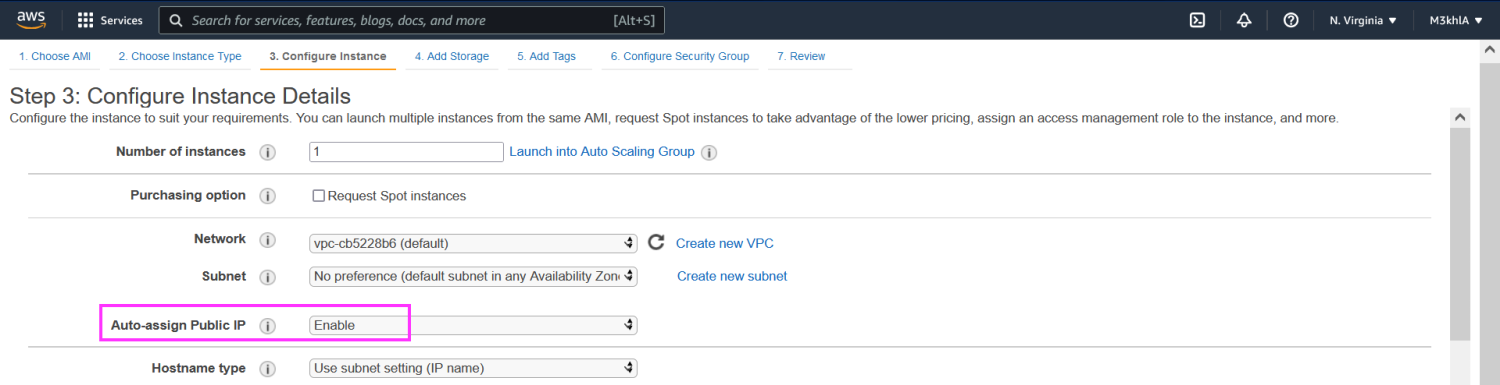 aws Services Search for services, features, blogs, docs, and more [Alt+S] N. Virginia M3khlA
1. Choose AMI 2. Choose Instance Type 3. Configure Instance 4. Add Storage 5. Add Tags 6. Configure Security Group 7. Review
Step 3: Configure Instance Details
Configure the instance to suit your requirements. You can launch multiple instances from the same AMI, request Spot instances to take advantage of the lower pricing, assign an access management role to the instance, and more.
Number of instances i 1 Launch into Auto Scaling Group i
Purchasing option i Request Spot instances
Network i vpc-cb5228b6 (default) Create new VPC
Subnet i No preference (default subnet in any Availability Zon Create new subnet
Auto-assign Public IP i Enable
Hostname type i Use subnet setting (IP name)